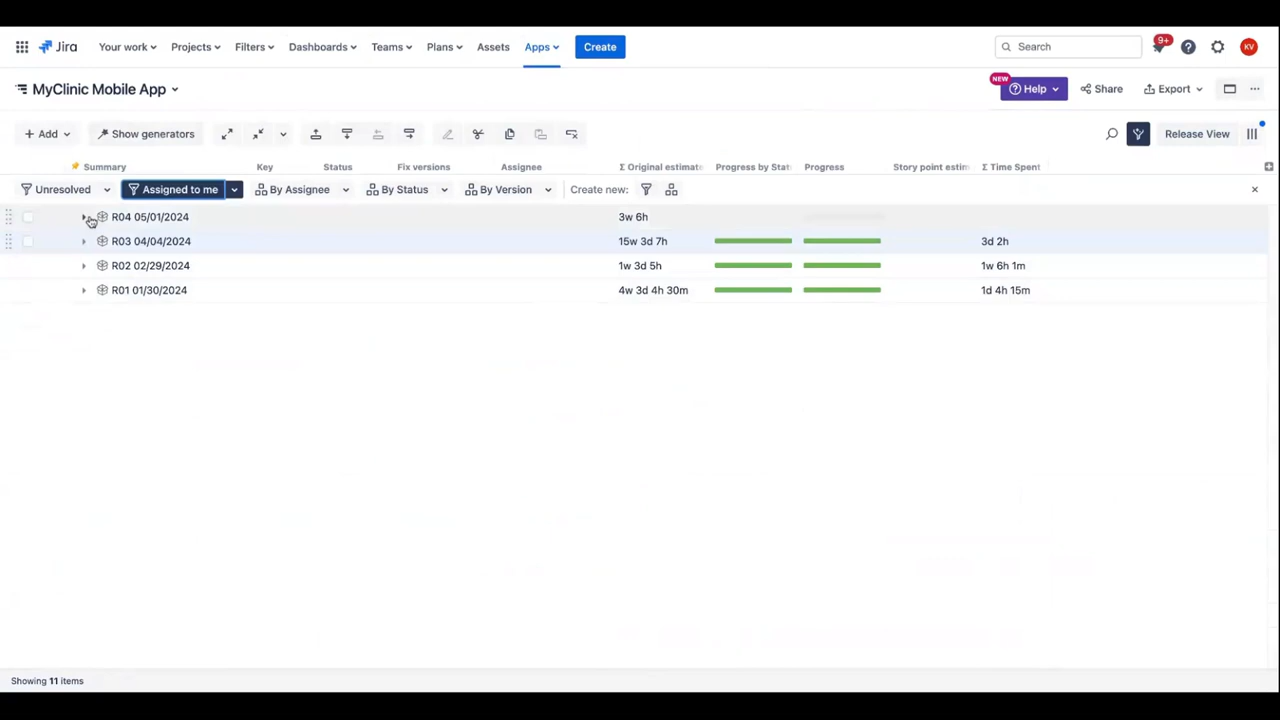 Jira Your work Projects Filters Dashboards Teams Plans Assets Apps Create Search 9+ KV
MyClinic Mobile App NEW Help Share Export
+ Add Show generators Release View
Summary Key Status Fix versions Assignee Σ Original estimate Progress by Stat Progress Story point estim Σ Time Spent
Unresolved Assigned to me By Assignee By Status By Version Create new:
R04 05/01/2024 3w 6h
R03 04/04/2024 15w 3d 7h 3d 2h
R02 02/29/2024 1w 3d 5h 1w 6h 1m
R01 01/30/2024 4w 3d 4h 30m 1d 4h 15m
Showing 11 items